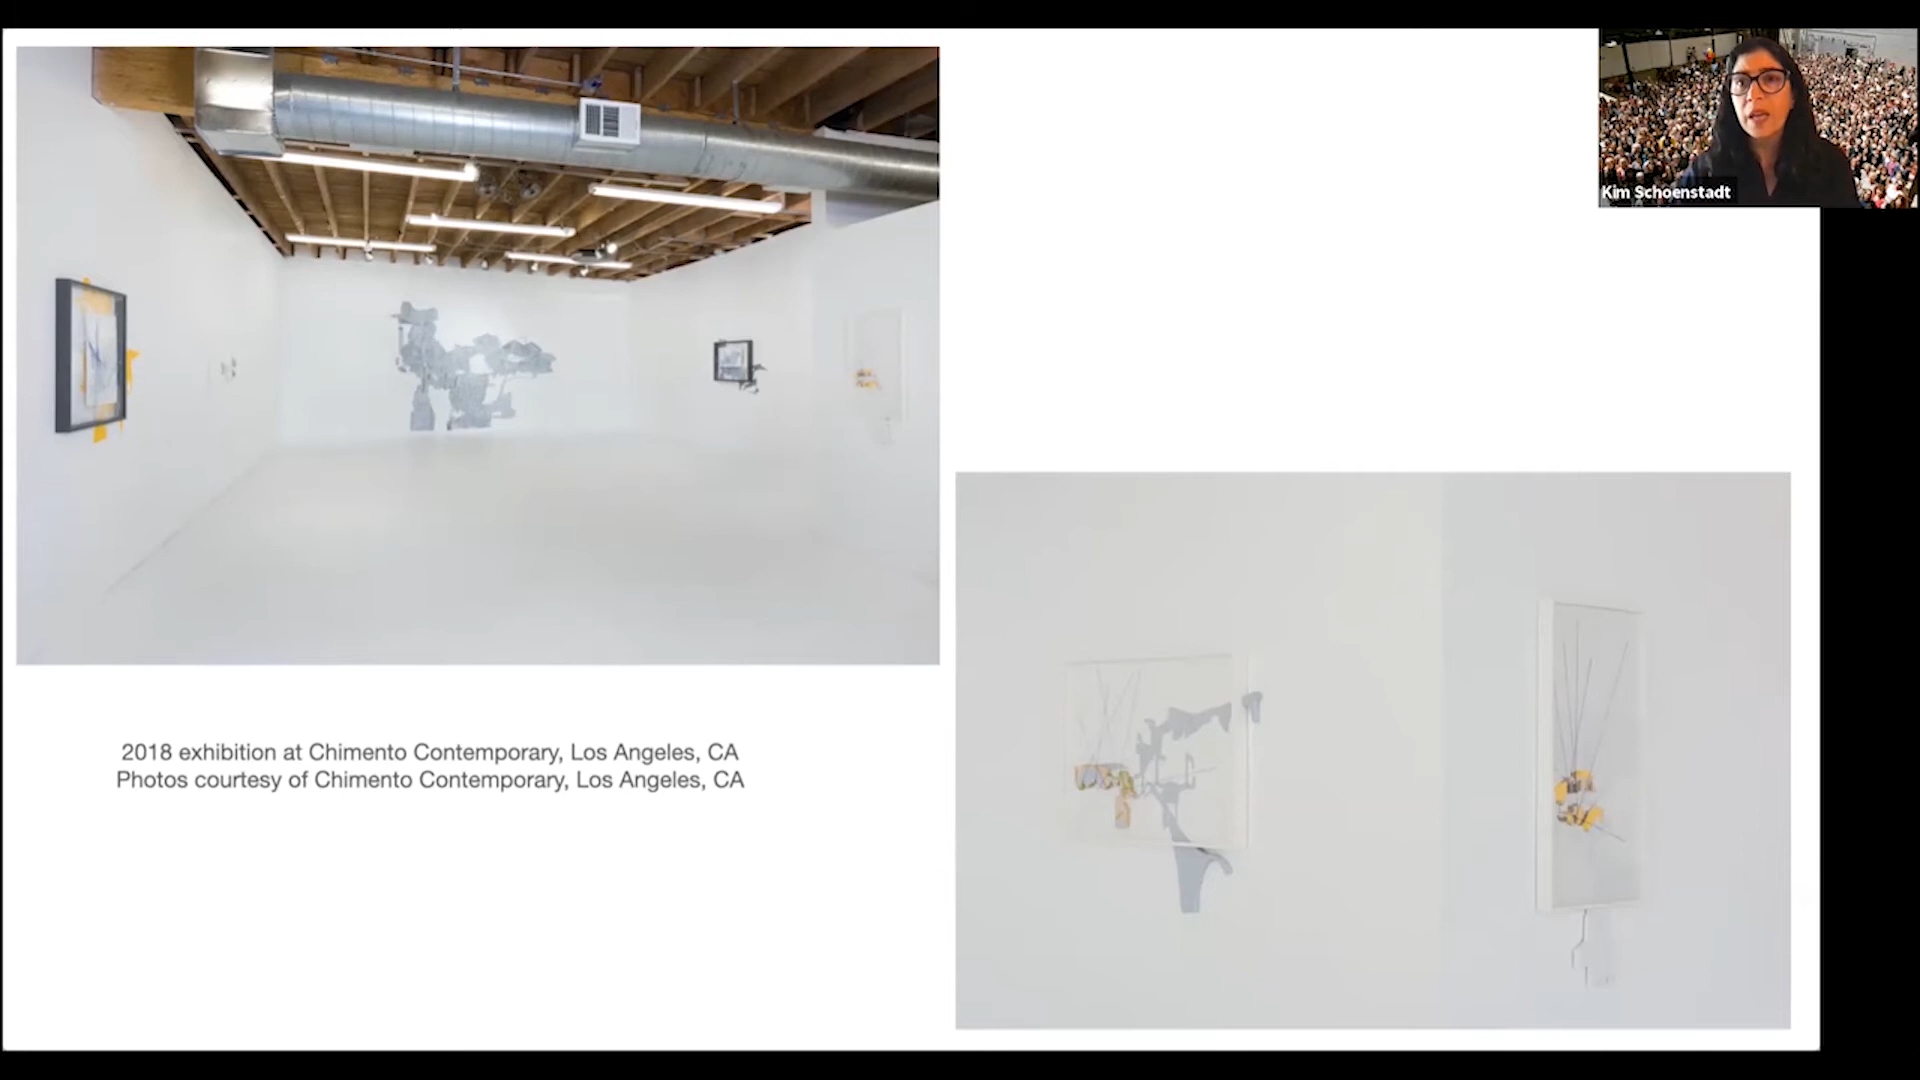 Kim Schoenstadt
2018 exhibition at Chimento Contemporary, Los Angeles, CA
Photos courtesy of Chimento Contemporary, Los Angeles, CA